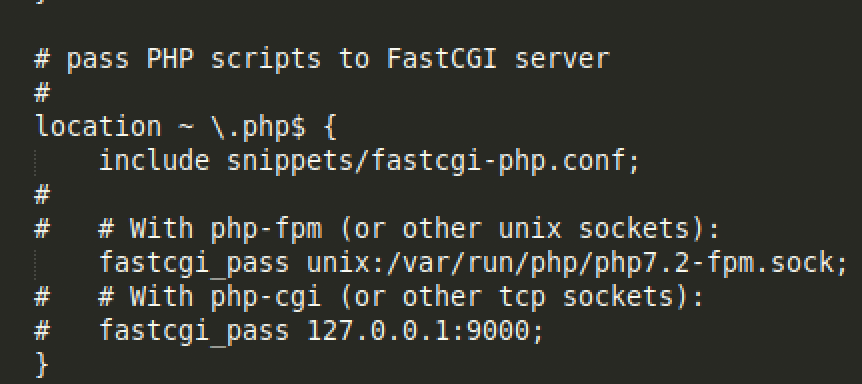 }
# pass PHP scripts to FastCGI server
#
location ~ \.php$ {
    include snippets/fastcgi-php.conf;
#
#   # With php-fpm (or other unix sockets):
    fastcgi_pass unix:/var/run/php/php7.2-fpm.sock;
#   # With php-cgi (or other tcp sockets):
#   fastcgi_pass 127.0.0.1:9000;
}